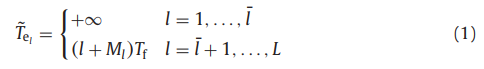 T̃_{e_l} = { +∞ l = 1, . . . , l̄
(l + M_l)T_f l = l̄ + 1, . . . , L (1)